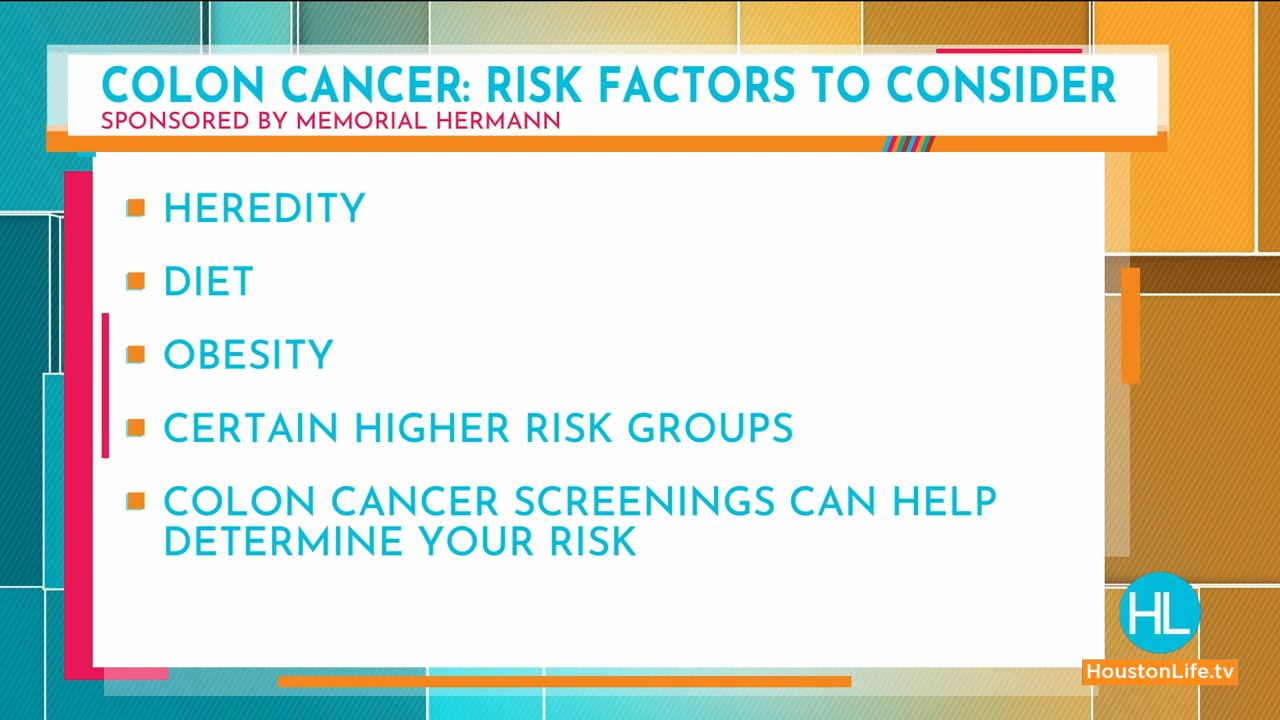 COLON CANCER: RISK FACTORS TO CONSIDER
SPONSORED BY MEMORIAL HERMANN
HEREDITY
DIET
OBESITY
CERTAIN HIGHER RISK GROUPS
COLON CANCER SCREENINGS CAN HELP
DETERMINE YOUR RISK
HL
HoustonLife.tv